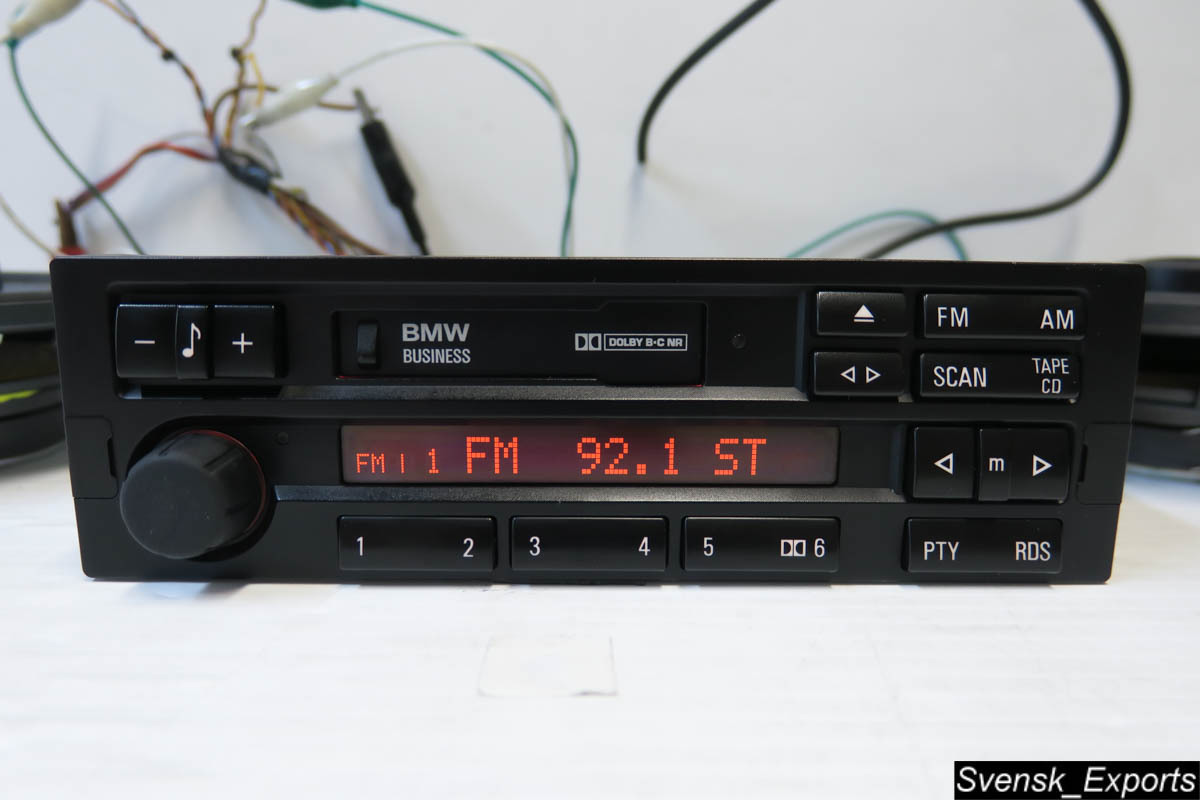 − ♪ +
BMW
BUSINESS
DOLBY B·C NR
FM AM
SCAN TAPE CD
FM I 1 FM 92.1 ST
m
1 2 3 4 5 6
PTY RDS
Svensk_Exports